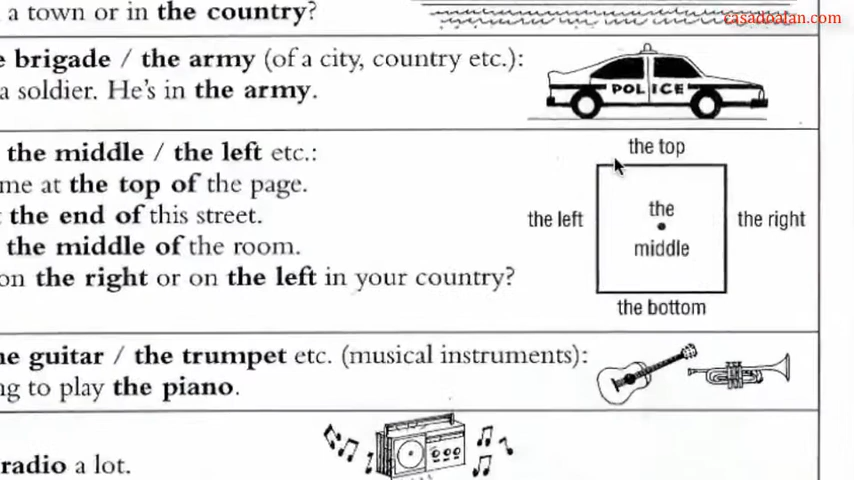 a town or in the country?
casadoafan.com
brigade / the army (of a city, country etc.):
a soldier. He's in the army.
POLICE
the middle / the left etc.:
me at the top of the page.
the end of this street.
the middle of the room.
on the right or on the left in your country?
the top
the left
the
middle
the right
the bottom
guitar / the trumpet etc. (musical instruments):
to play the piano.
radio a lot.